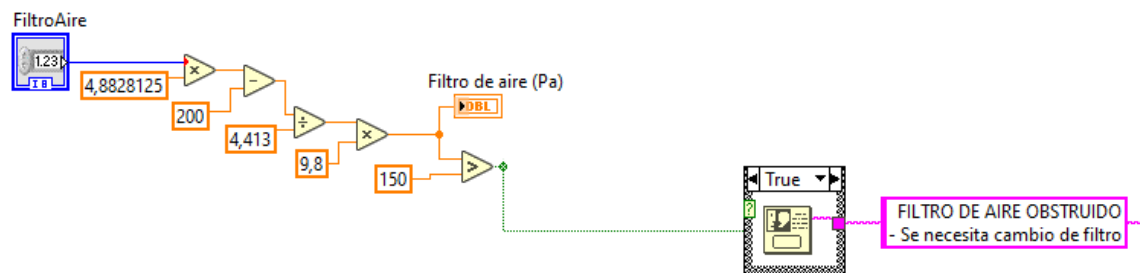 FiltroAire
1.23
I 8
4,8828125
×
−
200
÷
4,413
×
9,8
Filtro de aire (Pa)
DBL
>
150
True
?
FILTRO DE AIRE OBSTRUIDO
- Se necesita cambio de filtro